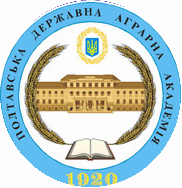 ПОЛТАВСЬКА ДЕРЖАВНА АГРАРНА АКАДЕМІЯ
1920